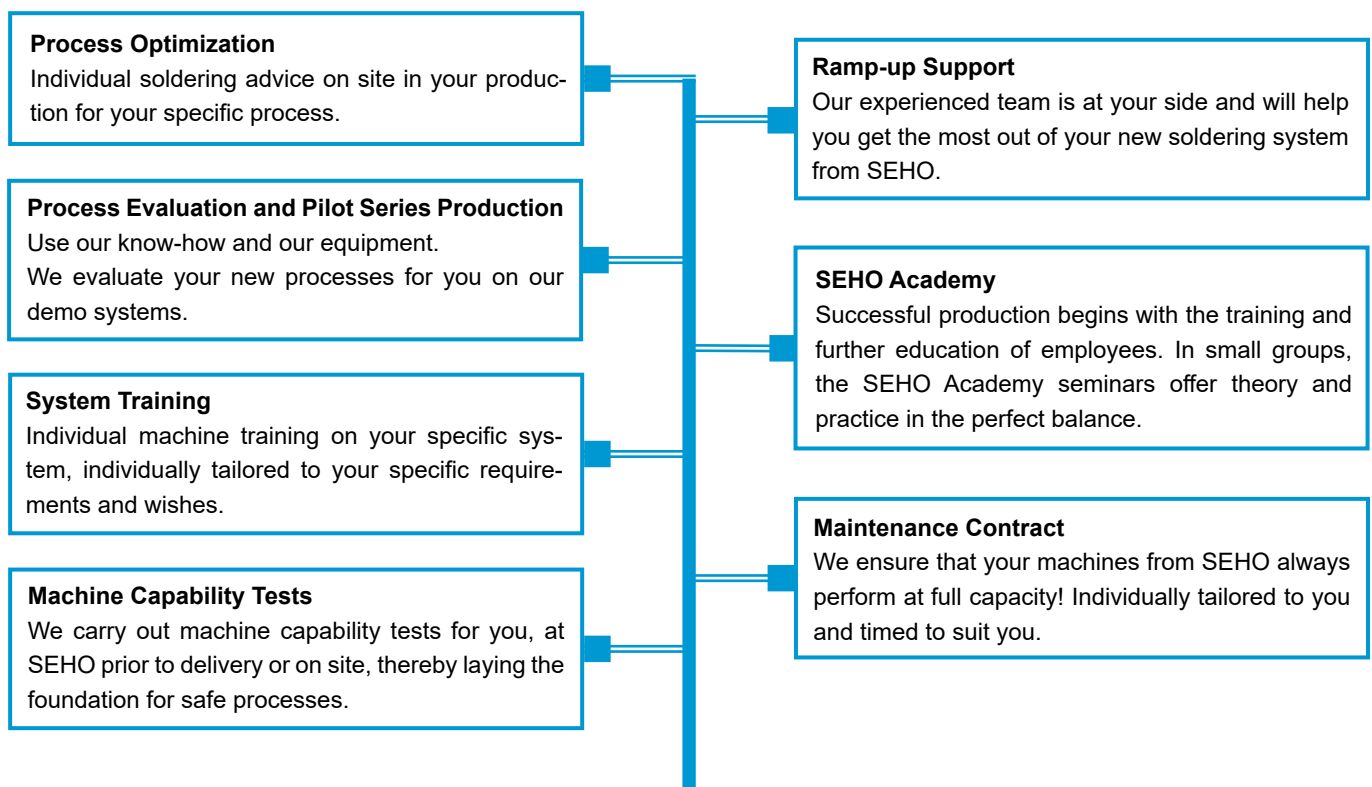 Process Optimization
Individual soldering advice on site in your produc-
tion for your specific process.
Process Evaluation and Pilot Series Production
Use our know-how and our equipment.
We evaluate your new processes for you on our
demo systems.
System Training
Individual machine training on your specific sys-
tem, individually tailored to your specific require-
ments and wishes.
Machine Capability Tests
We carry out machine capability tests for you, at
SEHO prior to delivery or on site, thereby laying the
foundation for safe processes.
Ramp-up Support
Our experienced team is at your side and will help
you get the most out of your new soldering system
from SEHO.
SEHO Academy
Successful production begins with the training and
further education of employees. In small groups,
the SEHO Academy seminars offer theory and
practice in the perfect balance.
Maintenance Contract
We ensure that your machines from SEHO always
perform at full capacity! Individually tailored to you
and timed to suit you.